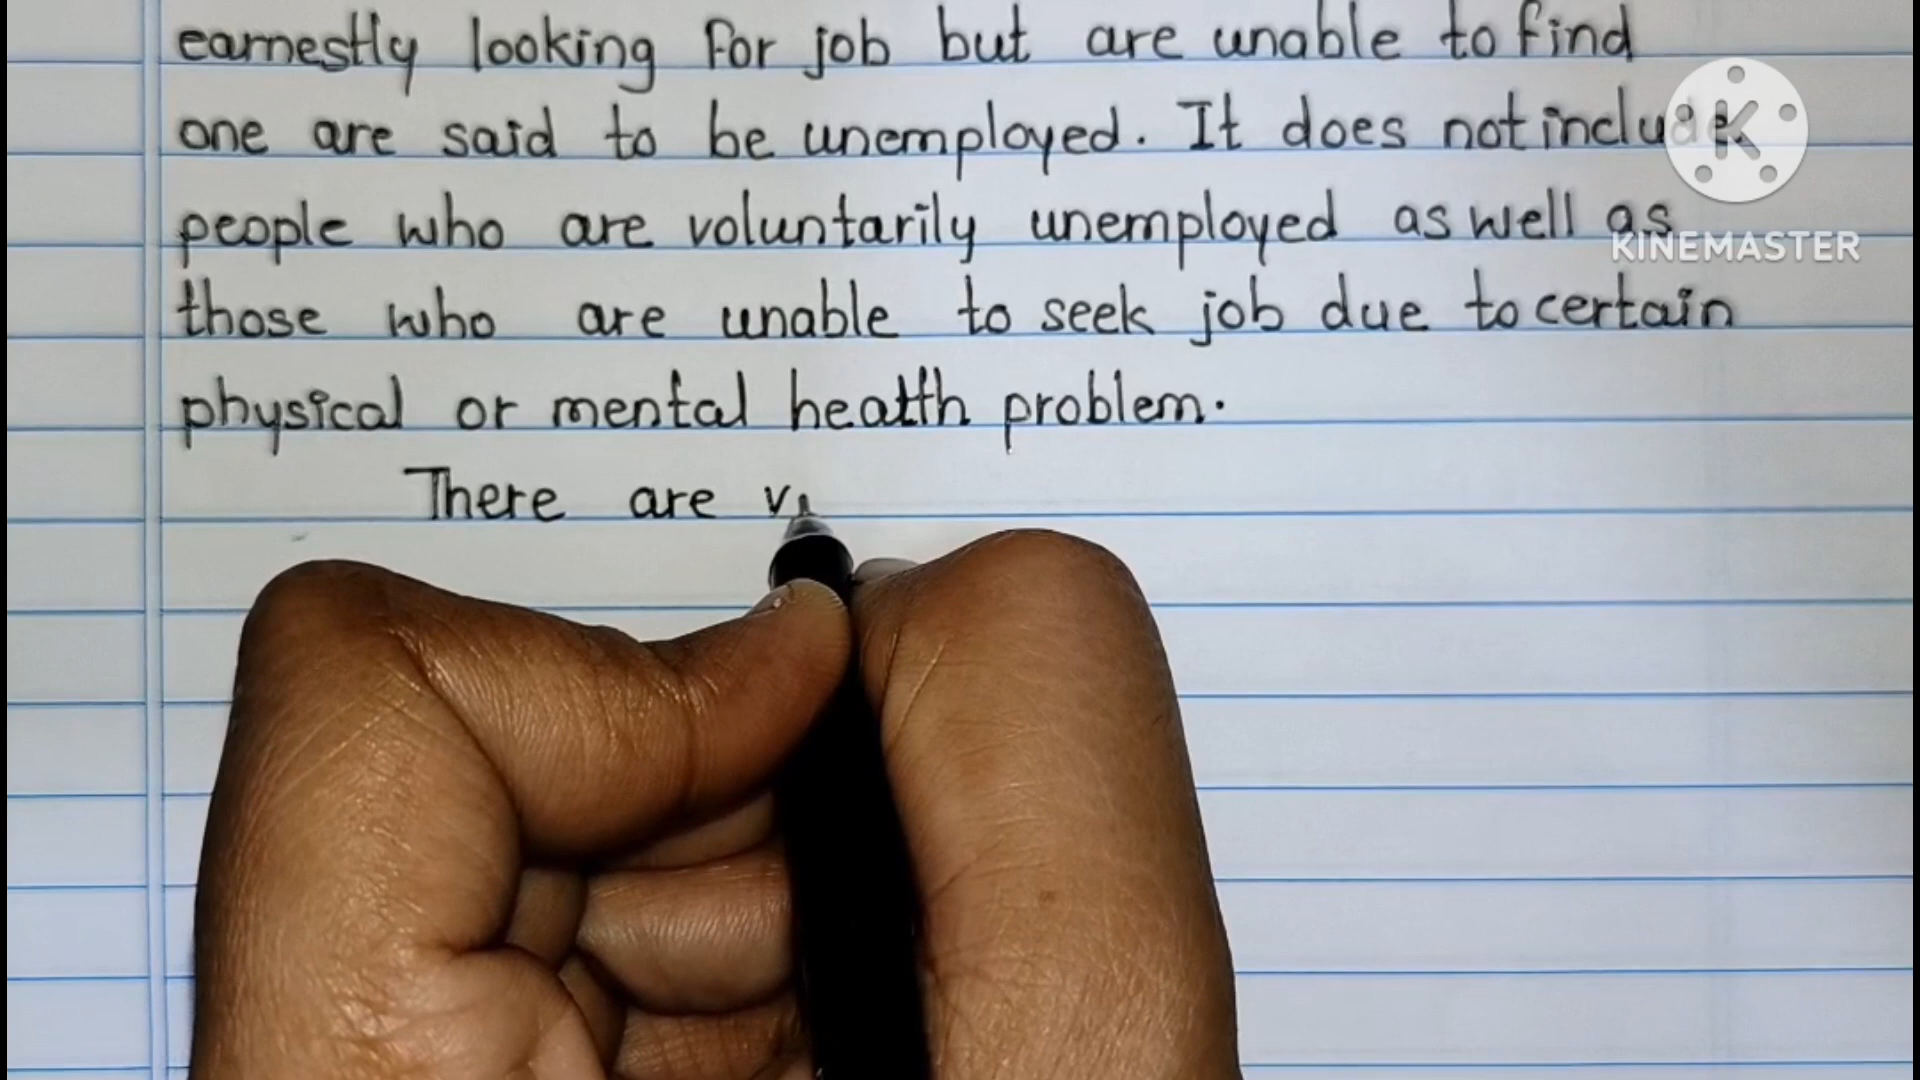 earnestly looking for job but are unable to find
one are said to be unemployed. It does not include
people who are voluntarily unemployed as well as
those who are unable to seek job due to certain
physical or mental health problem.
There are
K
KINEMASTER